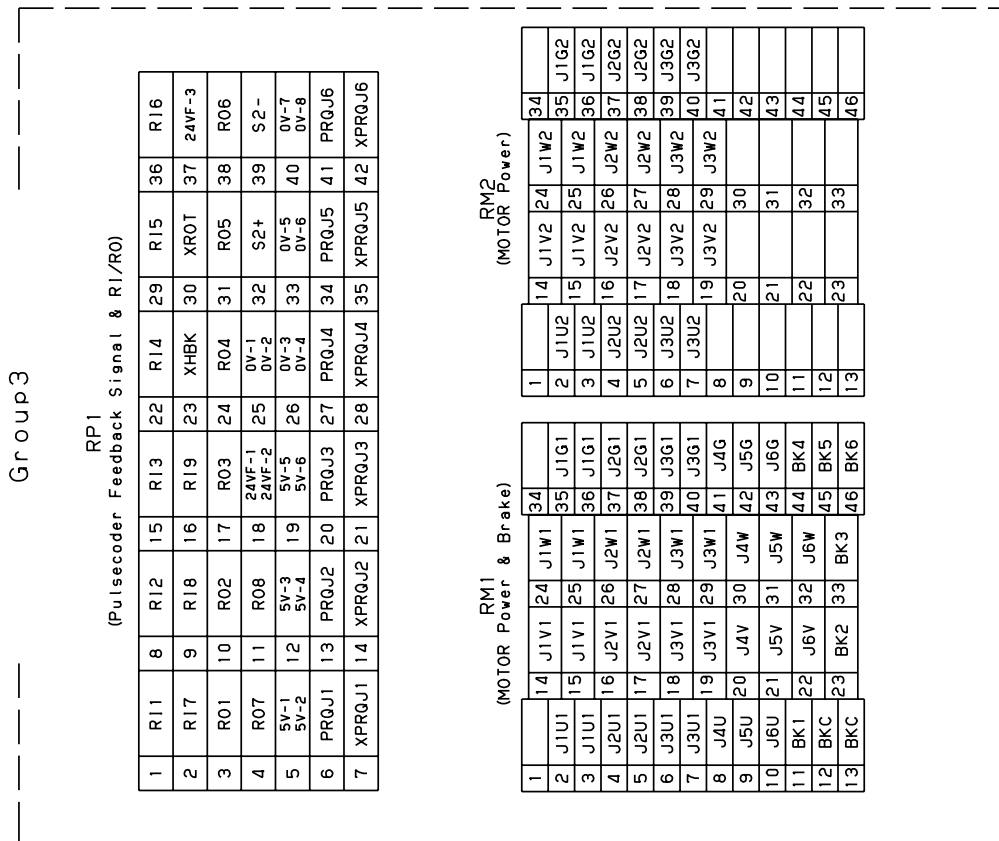 Group3
RP1
(Pulsecoder Feedback Signal & RI/RO)
1 RI1 8 RI2 15 RI3 22 RI4 29 RI5 36 RI6
2 RI7 9 RI8 16 RI9 23 XHBK 30 XROT 37 24VF-3
3 RO1 10 RO2 17 RO3 24 RO4 31 RO5 38 RO6
4 RO7 11 RO8 18 24VF-1 24VF-2 25 0V-1 0V-2 32 S2+ 39 S2-
5 5V-1 5V-2 12 5V-3 5V-4 19 5V-5 5V-6 26 0V-3 0V-4 33 0V-5 0V-6 40 0V-7 0V-8
6 PRQJ1 13 PRQJ2 20 PRQJ3 27 PRQJ4 34 PRQJ5 41 PRQJ6
7 XPRQJ1 14 XPRQJ2 21 XPRQJ3 28 XPRQJ4 35 XPRQJ5 42 XPRQJ6
RM1
(MOTOR Power & Brake)
1
2 J1U1
3 J1U1
4 J2U1
5 J2U1
6 J3U1
7 J3U1
8 J4U
9 J5U
10 J6U
11 BK1
12 BKC
13 BKC
14 J1V1
15 J1V1
16 J2V1
17 J2V1
18 J3V1
19 J3V1
20 J4V
21 J5V
22 J6V
23 BK2
24 J1W1
25 J1W1
26 J2W1
27 J2W1
28 J3W1
29 J3W1
30 J4W
31 J5W
32 J6W
33 BK3
34
35 J1G1
36 J1G1
37 J2G1
38 J2G1
39 J3G1
40 J3G1
41 J4G
42 J5G
43 J6G
44 BK4
45 BK5
46 BK6
RM2
(MOTOR Power)
1
2 J1U2
3 J1U2
4 J2U2
5 J2U2
6 J3U2
7 J3U2
8
9
10
11
12
13
14 J1V2
15 J1V2
16 J2V2
17 J2V2
18 J3V2
19 J3V2
20
21
22
23
24 J1W2
25 J1W2
26 J2W2
27 J2W2
28 J3W2
29 J3W2
30
31
32
33
34
35 J1G2
36 J1G2
37 J2G2
38 J2G2
39 J3G2
40 J3G2
41
42
43
44
45
46